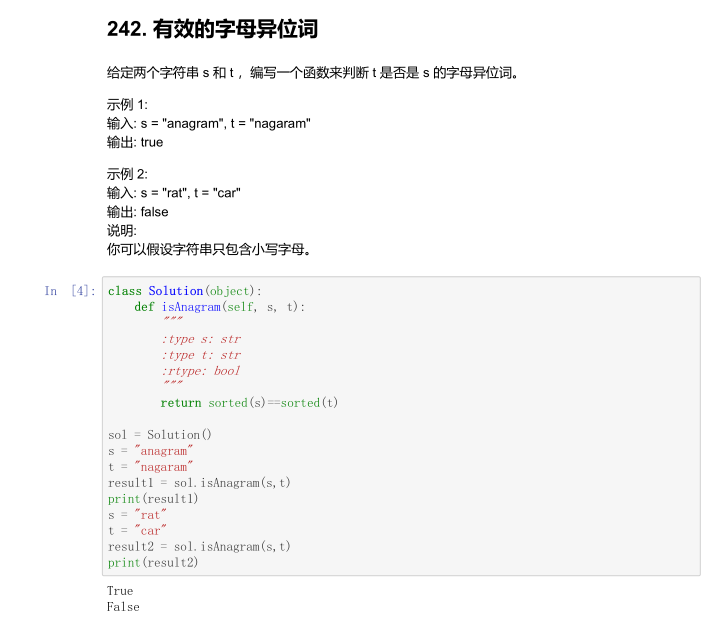 242. 有效的字母异位词
给定两个字符串 s 和 t ，编写一个函数来判断 t 是否是 s 的字母异位词。
示例 1:
输入: s = "anagram", t = "nagaram"
输出: true
示例 2:
输入: s = "rat", t = "car"
输出: false
说明:
你可以假设字符串只包含小写字母。
In [4]: class Solution(object):
    def isAnagram(self, s, t):
        """
        :type s: str
        :type t: str
        :rtype: bool
        """
        return sorted(s)==sorted(t)
sol = Solution()
s = "anagram"
t = "nagaram"
result1 = sol.isAnagram(s,t)
print(result1)
s = "rat"
t = "car"
result2 = sol.isAnagram(s,t)
print(result2)
True
False